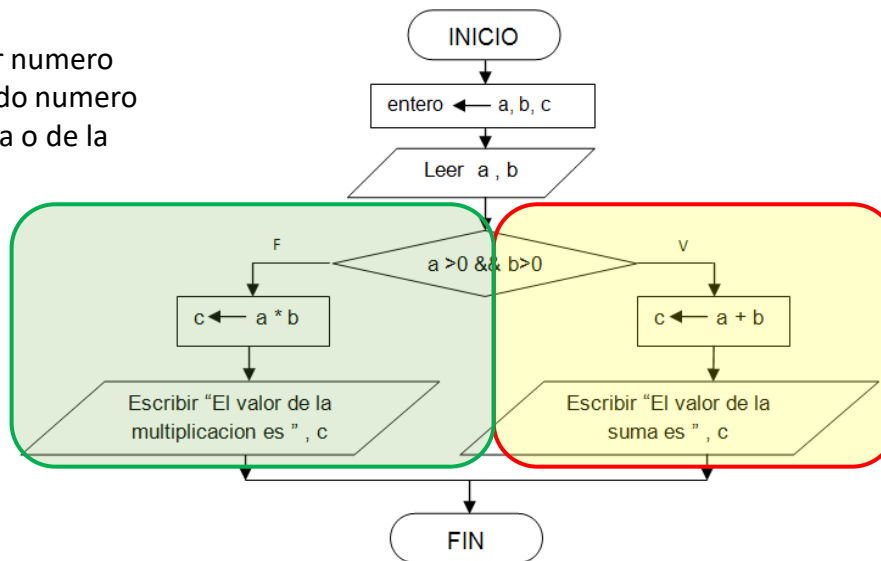 r numero
do numero
a o de la
INICIO
entero ← a, b, c
Leer a , b
a >0 && b>0
F
V
c ← a * b
c ← a + b
Escribir “El valor de la
multiplicacion es ” , c
Escribir “El valor de la
suma es ” , c
FIN